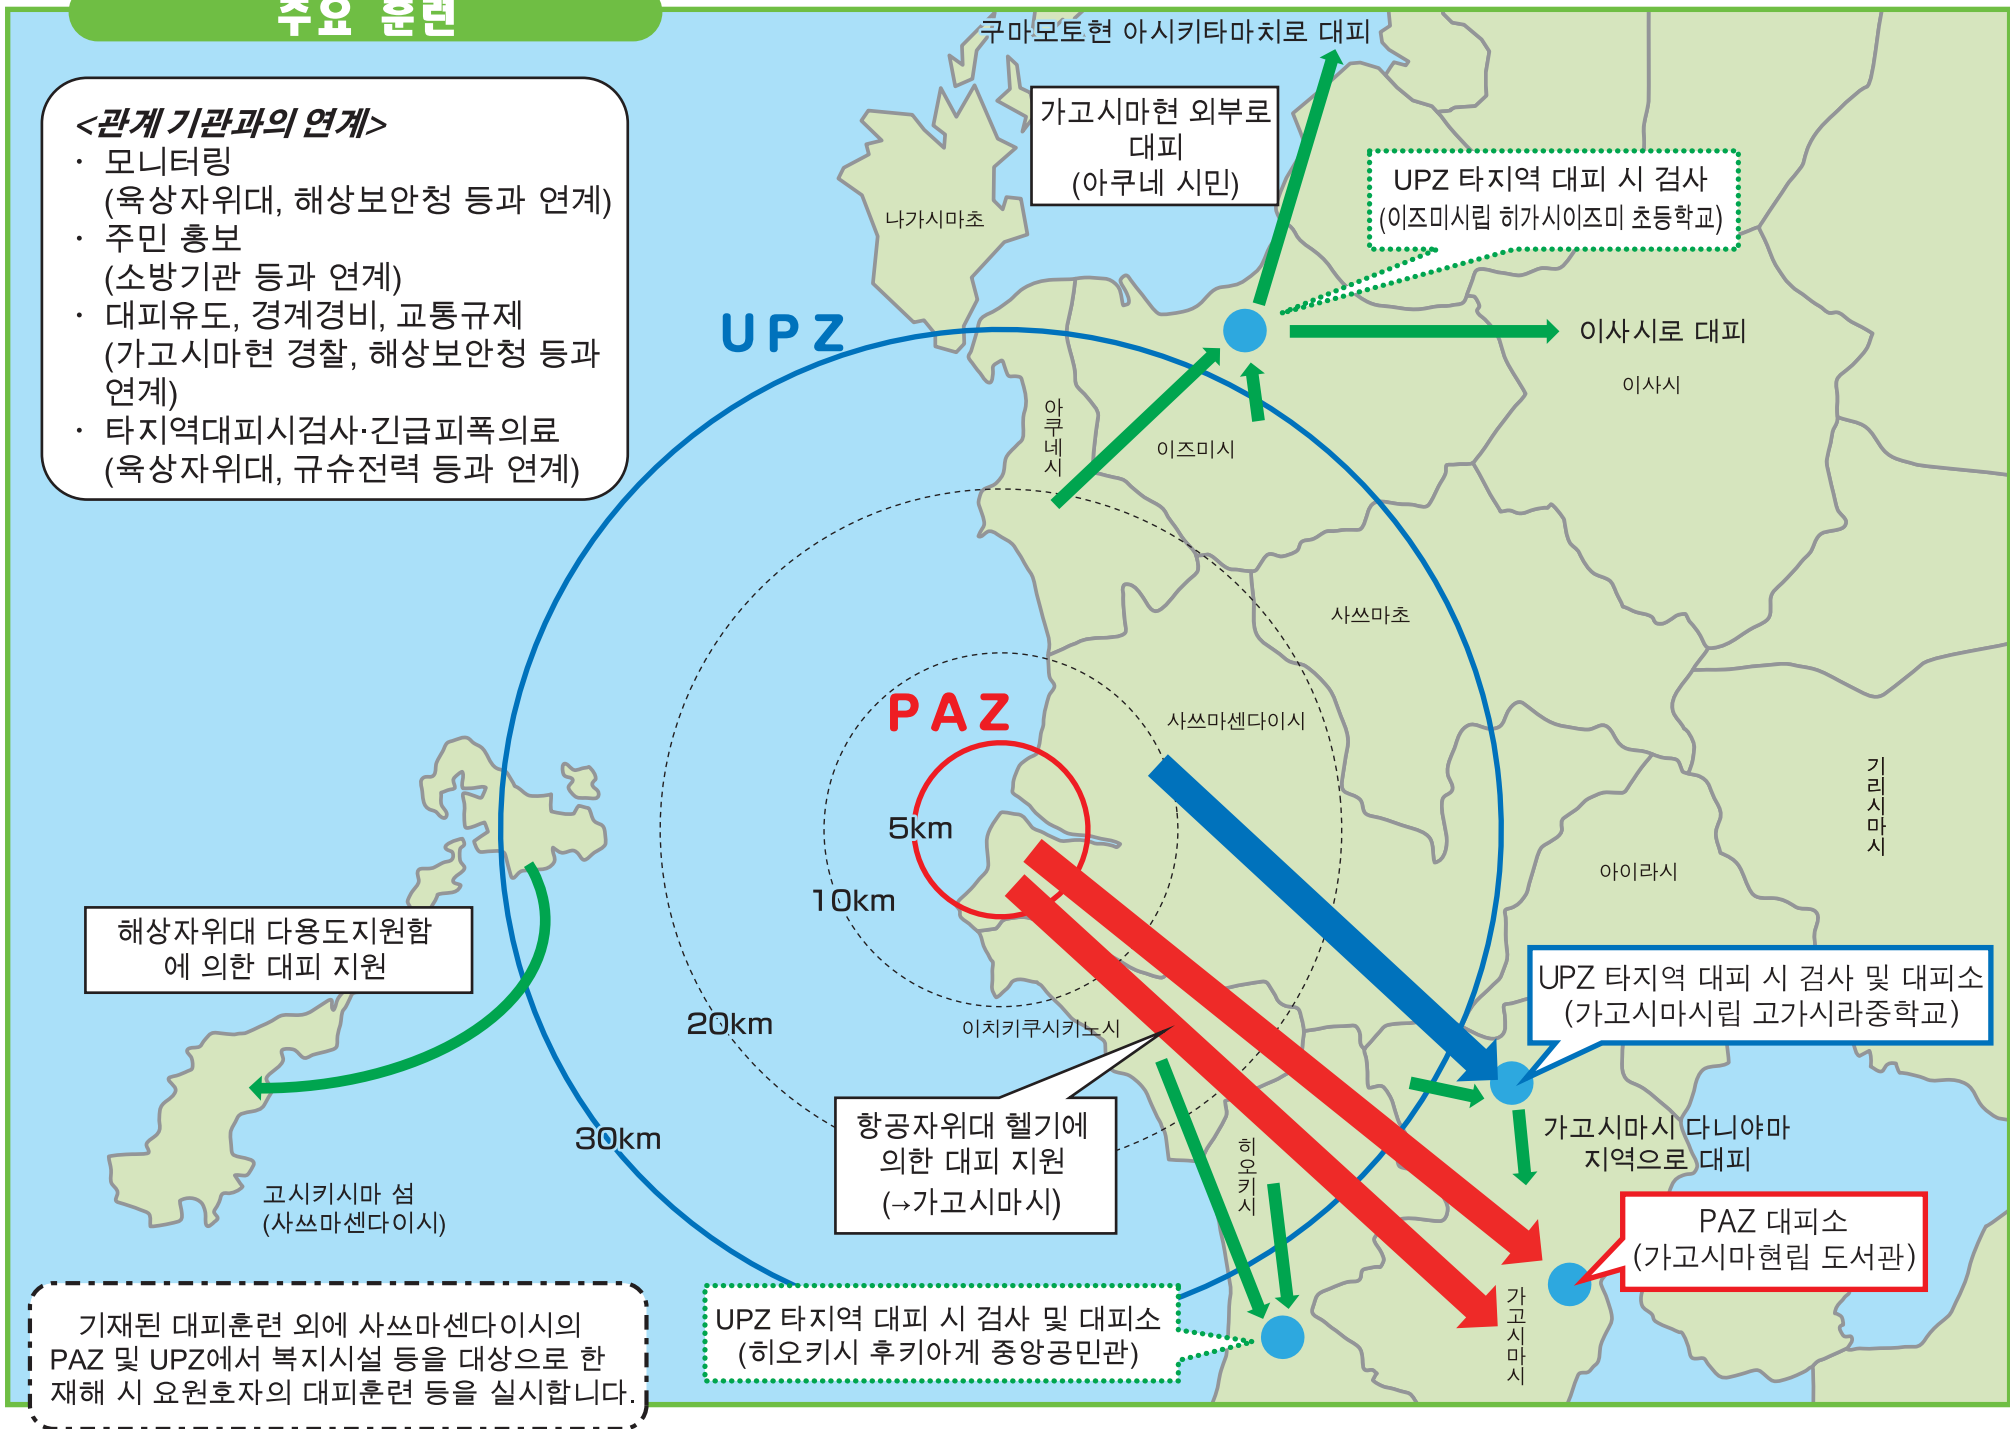 주요 훈련
구마모토현 아시키타마치로 대피
<관계 기관과의 연계>
· 모니터링
(육상자위대, 해상보안청 등과 연계)
· 주민 홍보
(소방기관 등과 연계)
· 대피유도, 경계경비, 교통규제
(가고시마현 경찰, 해상보안청 등과
연계)
· 타지역대피시검사·긴급피폭의료
(육상자위대, 규슈전력 등과 연계)
가고시마현 외부로
대피
(아쿠네 시민)
UPZ 타지역 대피 시 검사
(이즈미시립 히가시이즈미 초등학교)
나가시마초
UPZ
이사시로 대피
이사시
아쿠네시
이즈미시
사쓰마초
PAZ
사쓰마센다이시
기리시마시
5km
10km
20km
30km
아이라시
해상자위대 다용도지원함
에 의한 대피 지원
UPZ 타지역 대피 시 검사 및 대피소
(가고시마시립 고가시라중학교)
이치키쿠시키노시
항공자위대 헬기에
의한 대피 지원
(→가고시마시)
히오키시
가고시마시 다니야마
지역으로 대피
고시키시마 섬
(사쓰마센다이시)
PAZ 대피소
(가고시마현립 도서관)
가고시마시
UPZ 타지역 대피 시 검사 및 대피소
(히오키시 후키아게 중앙공민관)
기재된 대피훈련 외에 사쓰마센다이시의
PAZ 및 UPZ에서 복지시설 등을 대상으로 한
재해 시 요원호자의 대피훈련 등을 실시합니다.